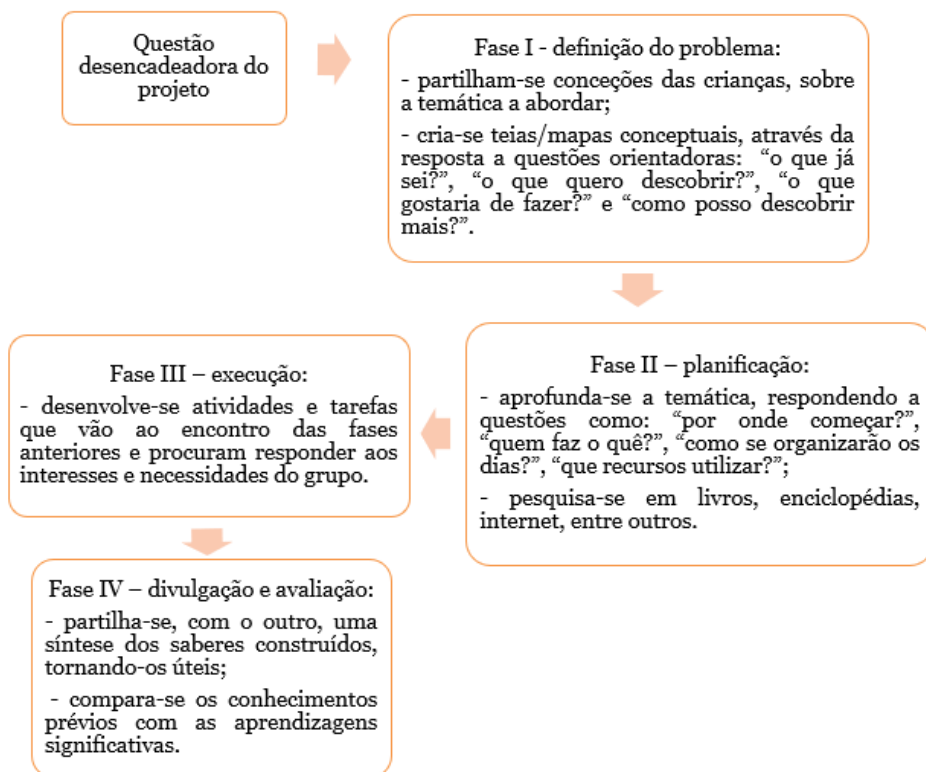 Questão
desencadeadora do
projeto
Fase I - definição do problema:
- partilham-se conceções das crianças, sobre
a temática a abordar;
- cria-se teias/mapas conceptuais, através da
resposta a questões orientadoras: “o que já
sei?”, “o que quero descobrir?”, “o que
gostaria de fazer?” e “como posso descobrir
mais?”.
Fase II – planificação:
- aprofunda-se a temática, respondendo a
questões como: “por onde começar?”,
“quem faz o quê?”, “como se organizarão os
dias?”, “que recursos utilizar?”;
- pesquisa-se em livros, enciclopédias,
internet, entre outros.
Fase III – execução:
- desenvolve-se atividades e tarefas
que vão ao encontro das fases
anteriores e procuram responder aos
interesses e necessidades do grupo.
Fase IV – divulgação e avaliação:
- partilha-se, com o outro, uma
síntese dos saberes construídos,
tornando-os úteis;
- compara-se os conhecimentos
prévios com as aprendizagens
significativas.